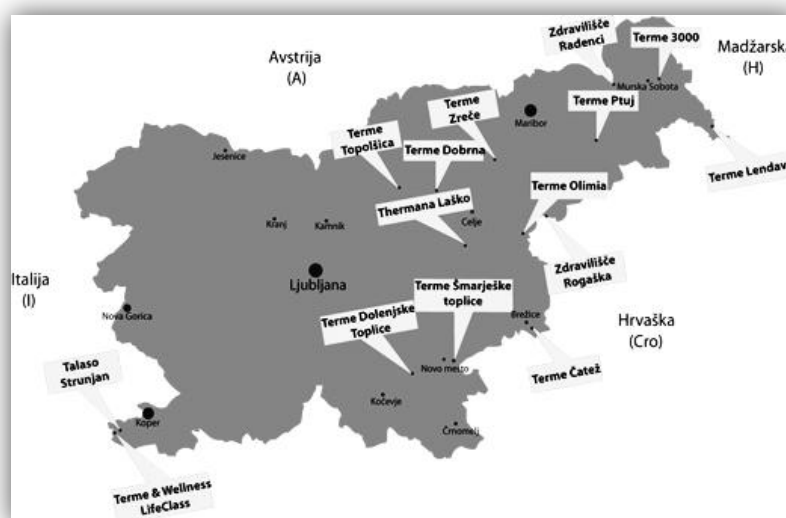 Avstrija
(A)
Zdravilišče
Radenci
Terme 3000
Madžarska
(H)
Murska Sobota
Terme
Zreče
Maribor
Terme Ptuj
Terme
Topolšica
Terme Dobrna
Jesenice
Terme Lendav
Terme Olimia
Thermana Laško
Celje
Kranj
Kamnik
Zdravilišče
Rogaška
Italija
(I)
Ljubljana
Terme Šmarješke
toplice
Nova Gorica
Terme Dolenjske
Toplice
Brežice
Hrvaška
(Cro)
Terme Čatež
Talaso
Strunjan
Novo mesto
Kočevje
Koper
Črnomelj
Terme & Wellness
LifeClass